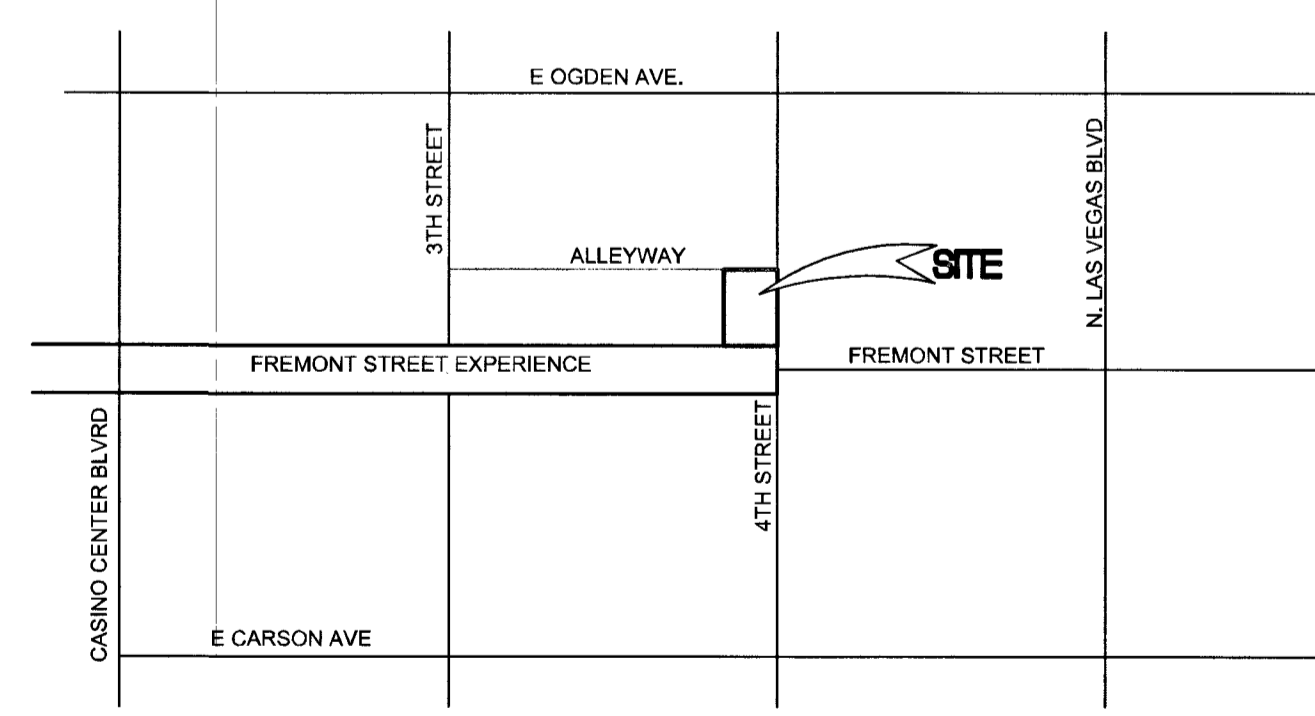 E OGDEN AVE.
3TH STREET
N. LAS VEGAS BLVD
ALLEYWAY
SITE
FREMONT STREET EXPERIENCE
FREMONT STREET
CASINO CENTER BLVRD
4TH STREET
E CARSON AVE